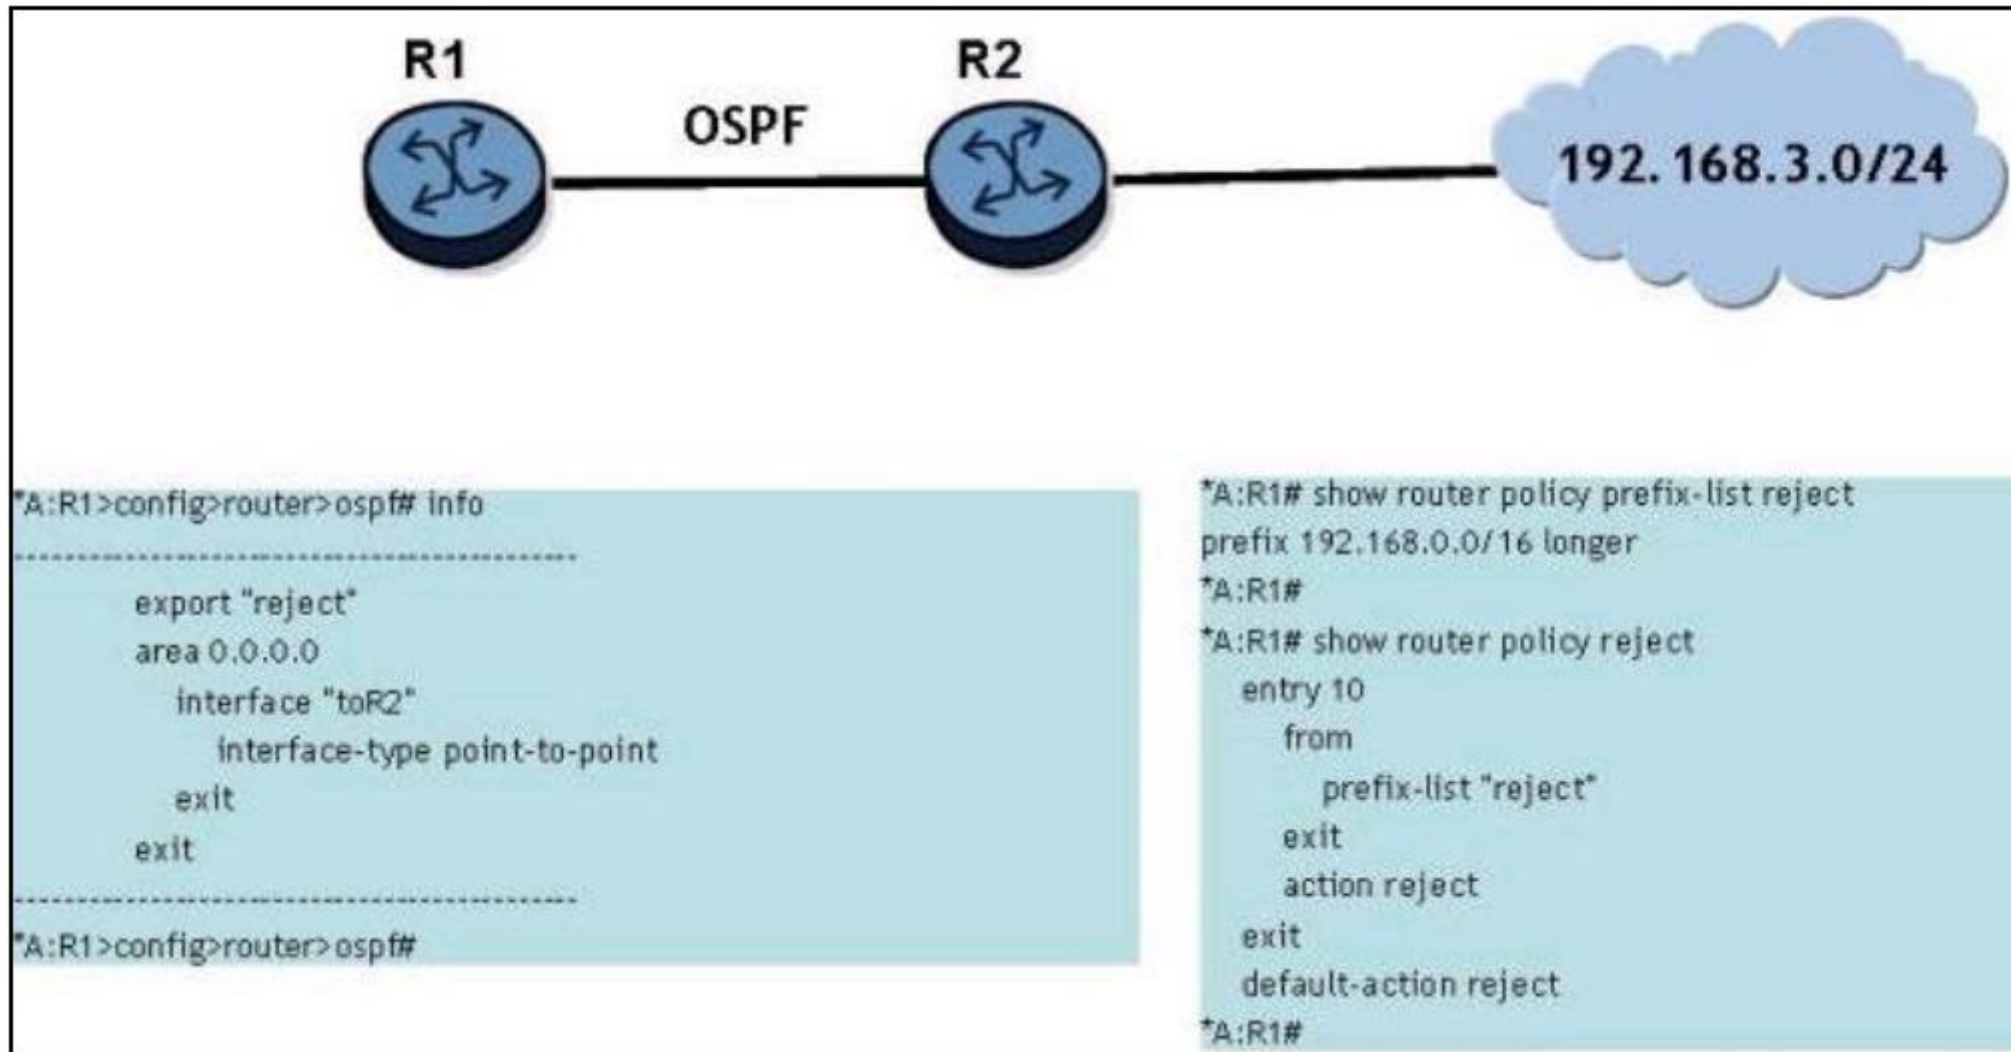 R1
R2
OSPF
192.168.3.0/24
*A:R1>config>router>ospf# info
-----------------------------------------------
export "reject"
area 0.0.0.0
interface "toR2"
interface-type point-to-point
exit
exit
-----------------------------------------------
*A:R1>config>router>ospf#
*A:R1# show router policy prefix-list reject
prefix 192.168.0.0/16 longer
*A:R1#
*A:R1# show router policy reject
entry 10
from
prefix-list "reject"
exit
action reject
exit
default-action reject
*A:R1#